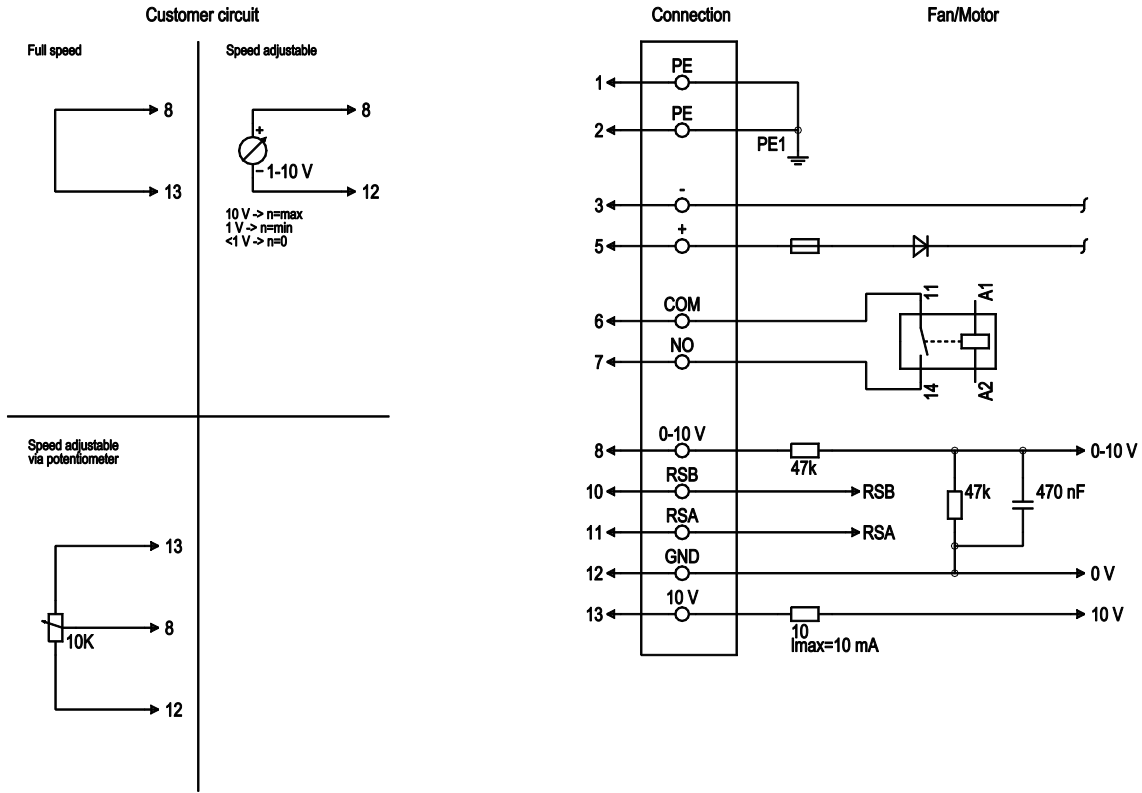 Customer circuit
Full speed
8
13
Speed adjustable
8
+
– 1-10 V
12
10 V -> n=max
1 V -> n=min
<1 V -> n=0
Speed adjustable
via potentiometer
13
8
10K
12
Connection
Fan/Motor
1
PE
2
PE
PE1
3
-
5
+
6
COM
7
NO
11
A1
14
A2
8
0-10 V
47k
0-10 V
10
RSB
RSB
47k
470 nF
11
RSA
RSA
12
GND
0 V
13
10 V
10
Imax=10 mA
10 V